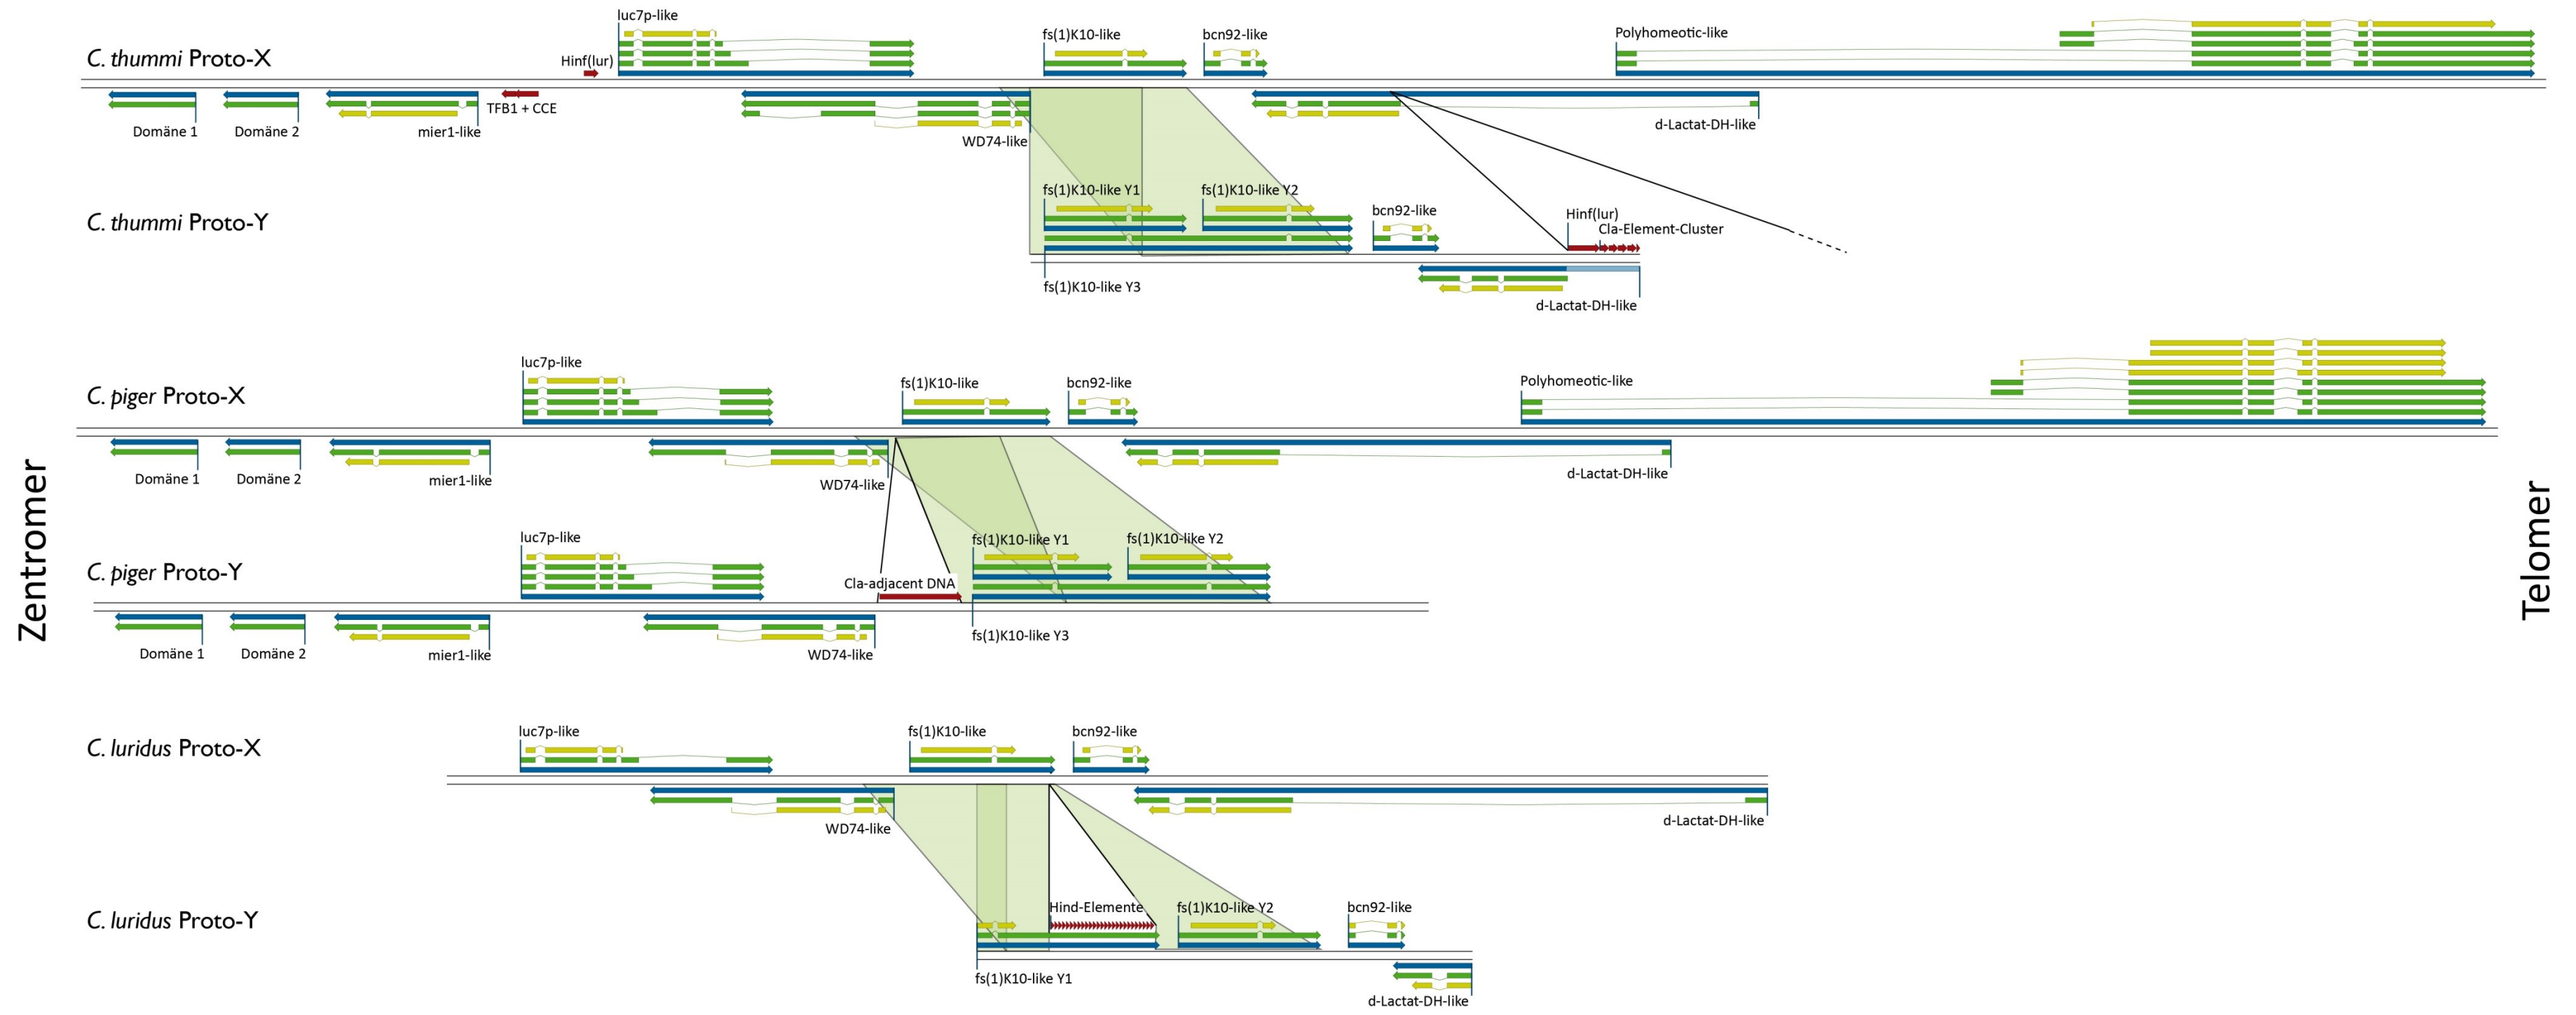 luc7p-like
fs(1)K10-like
bcn92-like
Polyhomeotic-like
C. thummi Proto-X
Hinf(lur)
TFB1 + CCE
Domäne 1
Domäne 2
mier1-like
WD74-like
d-Lactat-DH-like
fs(1)K10-like Y1
fs(1)K10-like Y2
bcn92-like
Hinf(lur)
Cla-Element-Cluster
C. thummi Proto-Y
fs(1)K10-like Y3
d-Lactat-DH-like
luc7p-like
fs(1)K10-like
bcn92-like
Polyhomeotic-like
C. piger Proto-X
Domäne 1
Domäne 2
mier1-like
WD74-like
d-Lactat-DH-like
Zentromer
Telomer
luc7p-like
fs(1)K10-like Y1
fs(1)K10-like Y2
C. piger Proto-Y
Cla-adjacent DNA
fs(1)K10-like Y3
Domäne 1
Domäne 2
mier1-like
WD74-like
luc7p-like
fs(1)K10-like
bcn92-like
C. luridus Proto-X
WD74-like
d-Lactat-DH-like
Hind-Elemente
fs(1)K10-like Y2
bcn92-like
C. luridus Proto-Y
fs(1)K10-like Y1
d-Lactat-DH-like